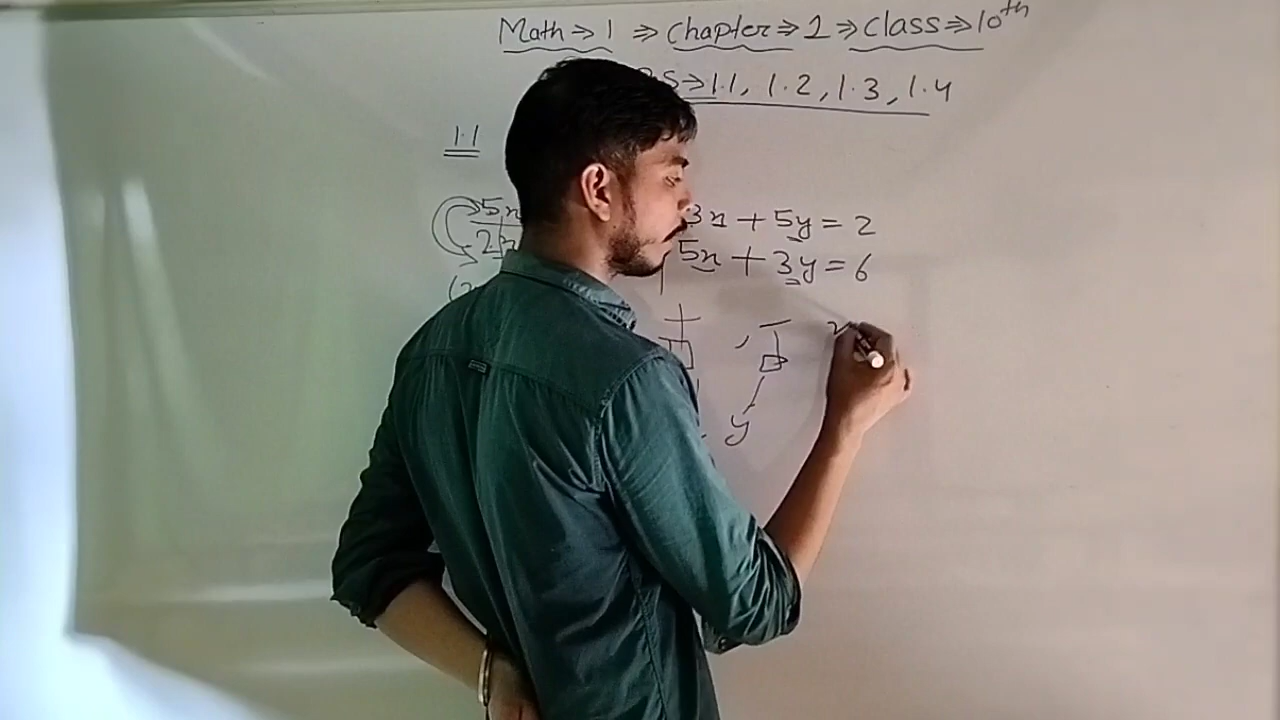 Math → 1 ⇒ Chapter ⇒ 1 ⇒ Class ⇒ 10th
→ 1.1, 1.2, 1.3, 1.4
1.1
5x
2x
3x + 5y = 2
5x + 3y = 6
+ , -
y